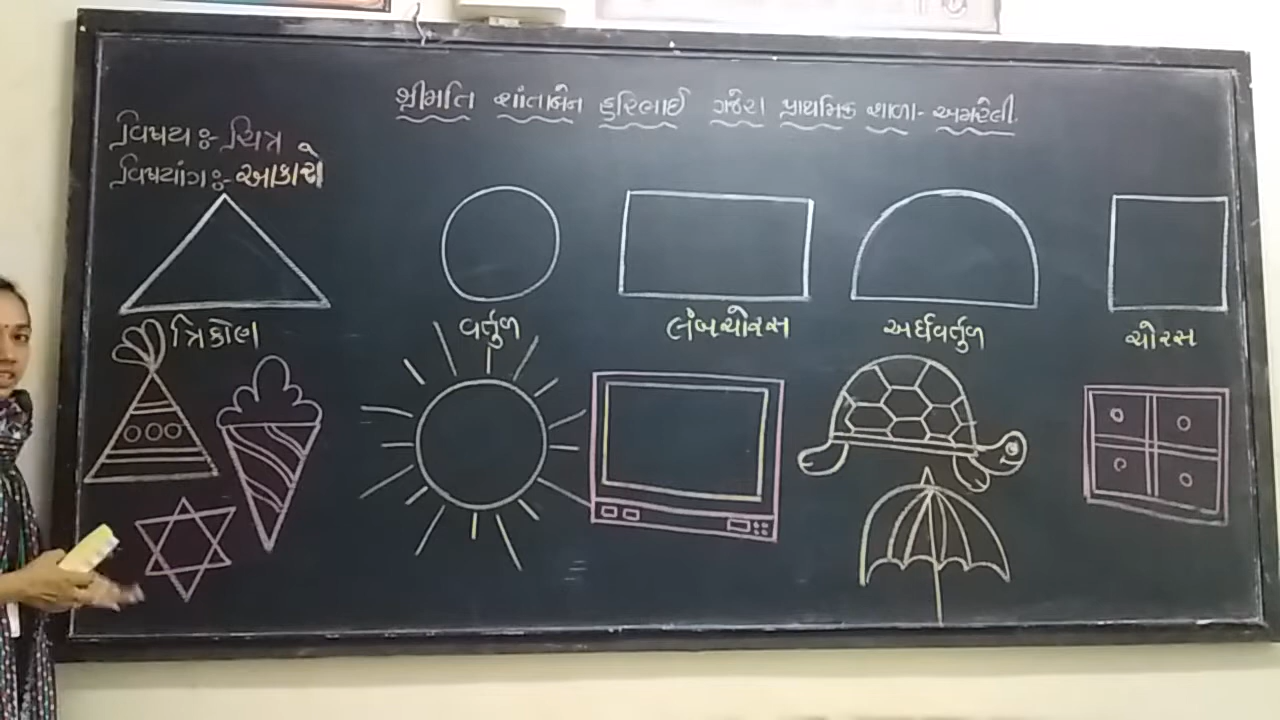 શ્રીમતિ શાંતાબેન હરિભાઈ ગજેરા પ્રાથમિક શાળા- અમરેલી.
વિષય:- ચિત્ર
વિષયાંગ:- આકારો
ત્રિકોણ
વર્તુળ
લંબચોરસ
અર્ધવર્તુળ
ચોરસ